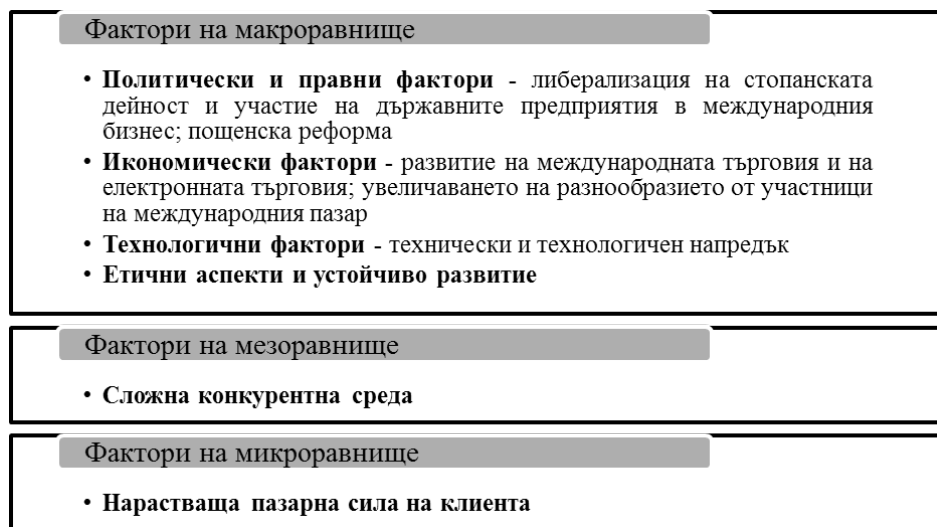 Фактори на макроравнище
• Политически и правни фактори - либерализация на стопанската
дейност и участие на държавните предприятия в международния
бизнес; пощенска реформа
• Икономически фактори - развитие на международната търговия и на
електронната търговия; увеличаването на разнообразието от участници
на международния пазар
• Технологични фактори - технически и технологичен напредък
• Етични аспекти и устойчиво развитие
Фактори на мезоравнище
• Сложна конкурентна среда
Фактори на микроравнище
• Нарастваща пазарна сила на клиента